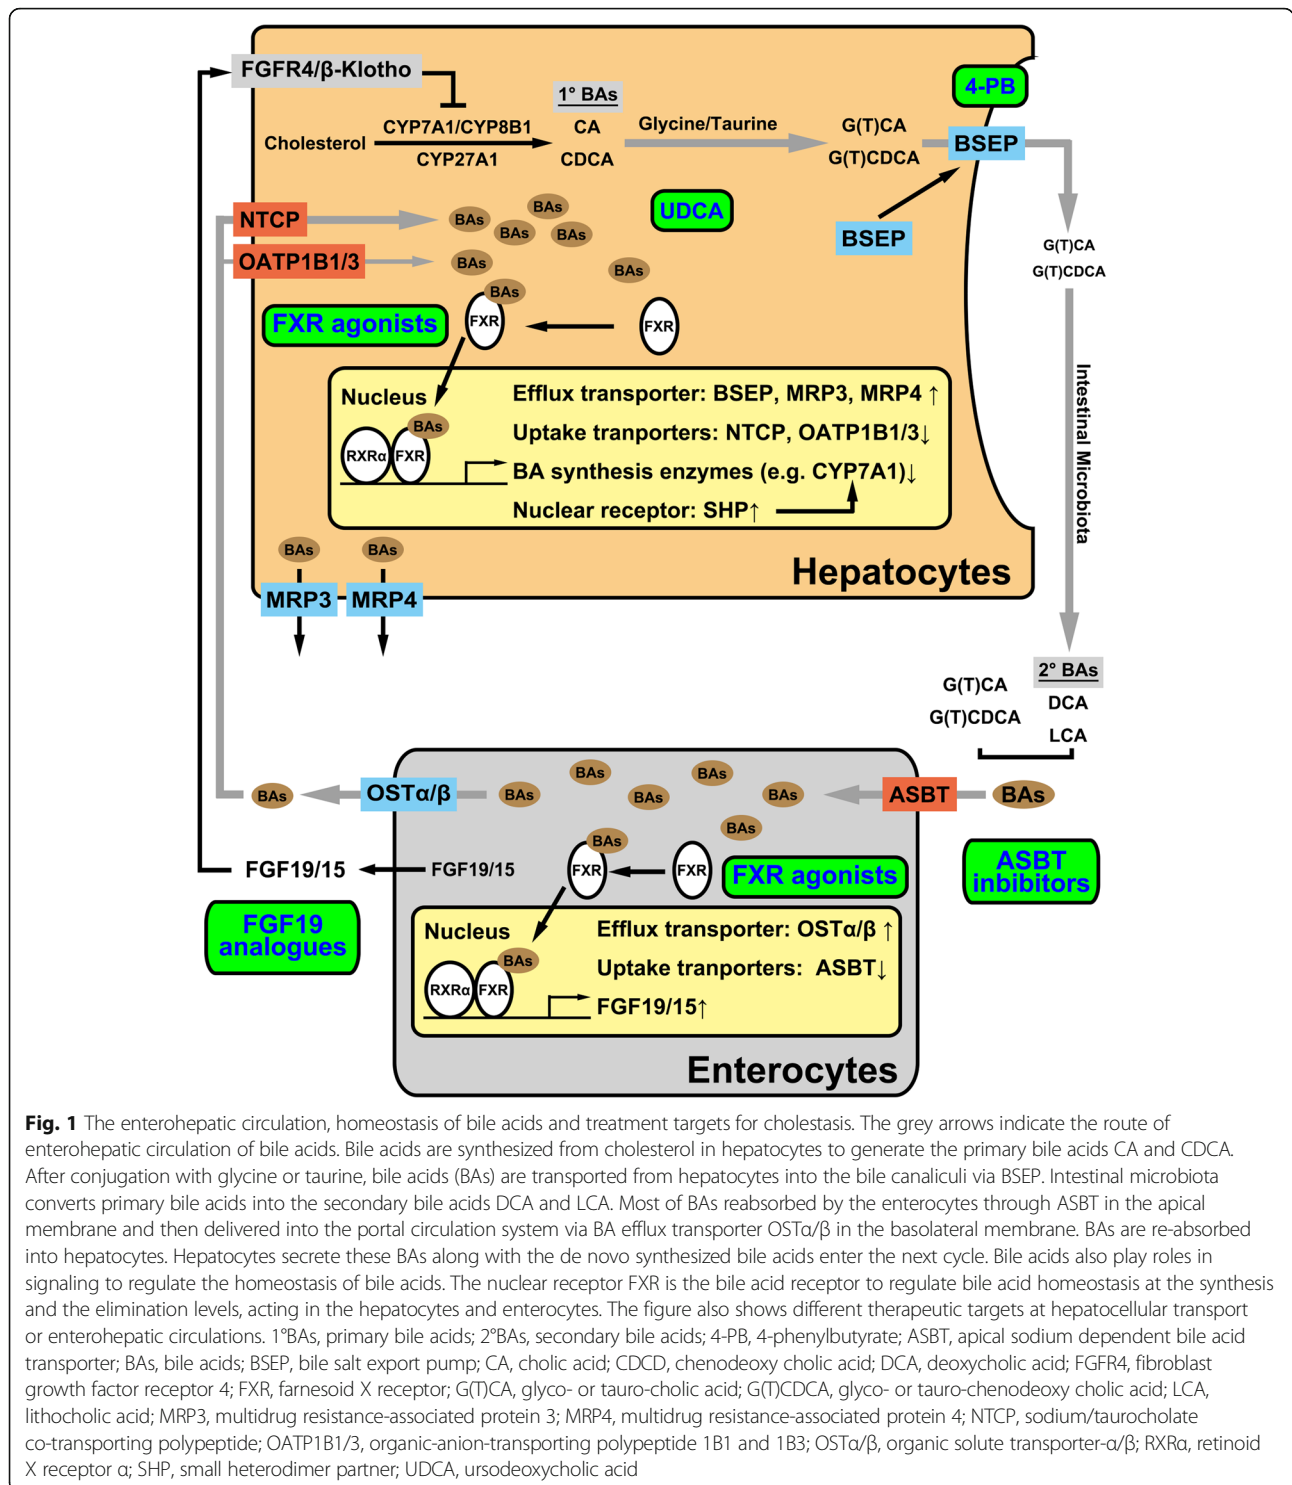 FGFR4/β-Klotho
1° BAs
4-PB
Cholesterol
CYP7A1/CYP8B1
CYP27A1
CA
CDCA
Glycine/Taurine
G(T)CA
G(T)CDCA
BSEP
BSEP
UDCA
NTCP
OATP1B1/3
BAs
BAs
BAs
BAs
BAs
BAs
BAs
G(T)CA
G(T)CDCA
FXR agonists
FXR
FXR
Intestinal Microbiota
Nucleus
BAs
RXRα
FXR
Efflux transporter: BSEP, MRP3, MRP4 ↑
Uptake tranporters: NTCP, OATP1B1/3↓
BA synthesis enzymes (e.g. CYP7A1)↓
Nuclear receptor: SHP↑
Hepatocytes
BAs
BAs
MRP3
MRP4
G(T)CA
G(T)CDCA
2° BAs
DCA
LCA
BAs
OSTα/β
BAs
BAs
BAs
BAs
BAs
BAs
ASBT
BAs
FGF19/15
FGF19/15
BAs
FXR
FXR
FXR agonists
ASBT
inbibitors
FGF19
analogues
Nucleus
BAs
RXRα
FXR
Efflux transporter: OSTα/β ↑
Uptake tranporters: ASBT↓
FGF19/15↑
Enterocytes
Fig. 1 The enterohepatic circulation, homeostasis of bile acids and treatment targets for cholestasis. The grey arrows indicate the route of
enterohepatic circulation of bile acids. Bile acids are synthesized from cholesterol in hepatocytes to generate the primary bile acids CA and CDCA.
After conjugation with glycine or taurine, bile acids (BAs) are transported from hepatocytes into the bile canaliculi via BSEP. Intestinal microbiota
converts primary bile acids into the secondary bile acids DCA and LCA. Most of BAs reabsorbed by the enterocytes through ASBT in the apical
membrane and then delivered into the portal circulation system via BA efflux transporter OSTα/β in the basolateral membrane. BAs are re-absorbed
into hepatocytes. Hepatocytes secrete these BAs along with the de novo synthesized bile acids enter the next cycle. Bile acids also play roles in
signaling to regulate the homeostasis of bile acids. The nuclear receptor FXR is the bile acid receptor to regulate bile acid homeostasis at the synthesis
and the elimination levels, acting in the hepatocytes and enterocytes. The figure also shows different therapeutic targets at hepatocellular transport
or enterohepatic circulations. 1°BAs, primary bile acids; 2°BAs, secondary bile acids; 4-PB, 4-phenylbutyrate; ASBT, apical sodium dependent bile acid
transporter; BAs, bile acids; BSEP, bile salt export pump; CA, cholic acid; CDCD, chenodeoxy cholic acid; DCA, deoxycholic acid; FGFR4, fibroblast
growth factor receptor 4; FXR, farnesoid X receptor; G(T)CA, glyco- or tauro-cholic acid; G(T)CDCA, glyco- or tauro-chenodeoxy cholic acid; LCA,
lithocholic acid; MRP3, multidrug resistance-associated protein 3; MRP4, multidrug resistance-associated protein 4; NTCP, sodium/taurocholate
co-transporting polypeptide; OATP1B1/3, organic-anion-transporting polypeptide 1B1 and 1B3; OSTα/β, organic solute transporter-α/β; RXRα, retinoid
X receptor α; SHP, small heterodimer partner; UDCA, ursodeoxycholic acid